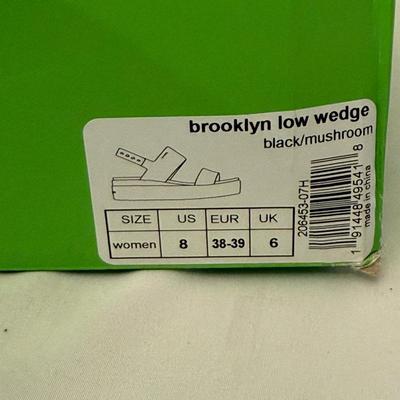 brooklyn low wedge
black/mushroom
SIZE US EUR UK
women 8 38-39 6
206453-07H
1 91448 49541 8
made in china